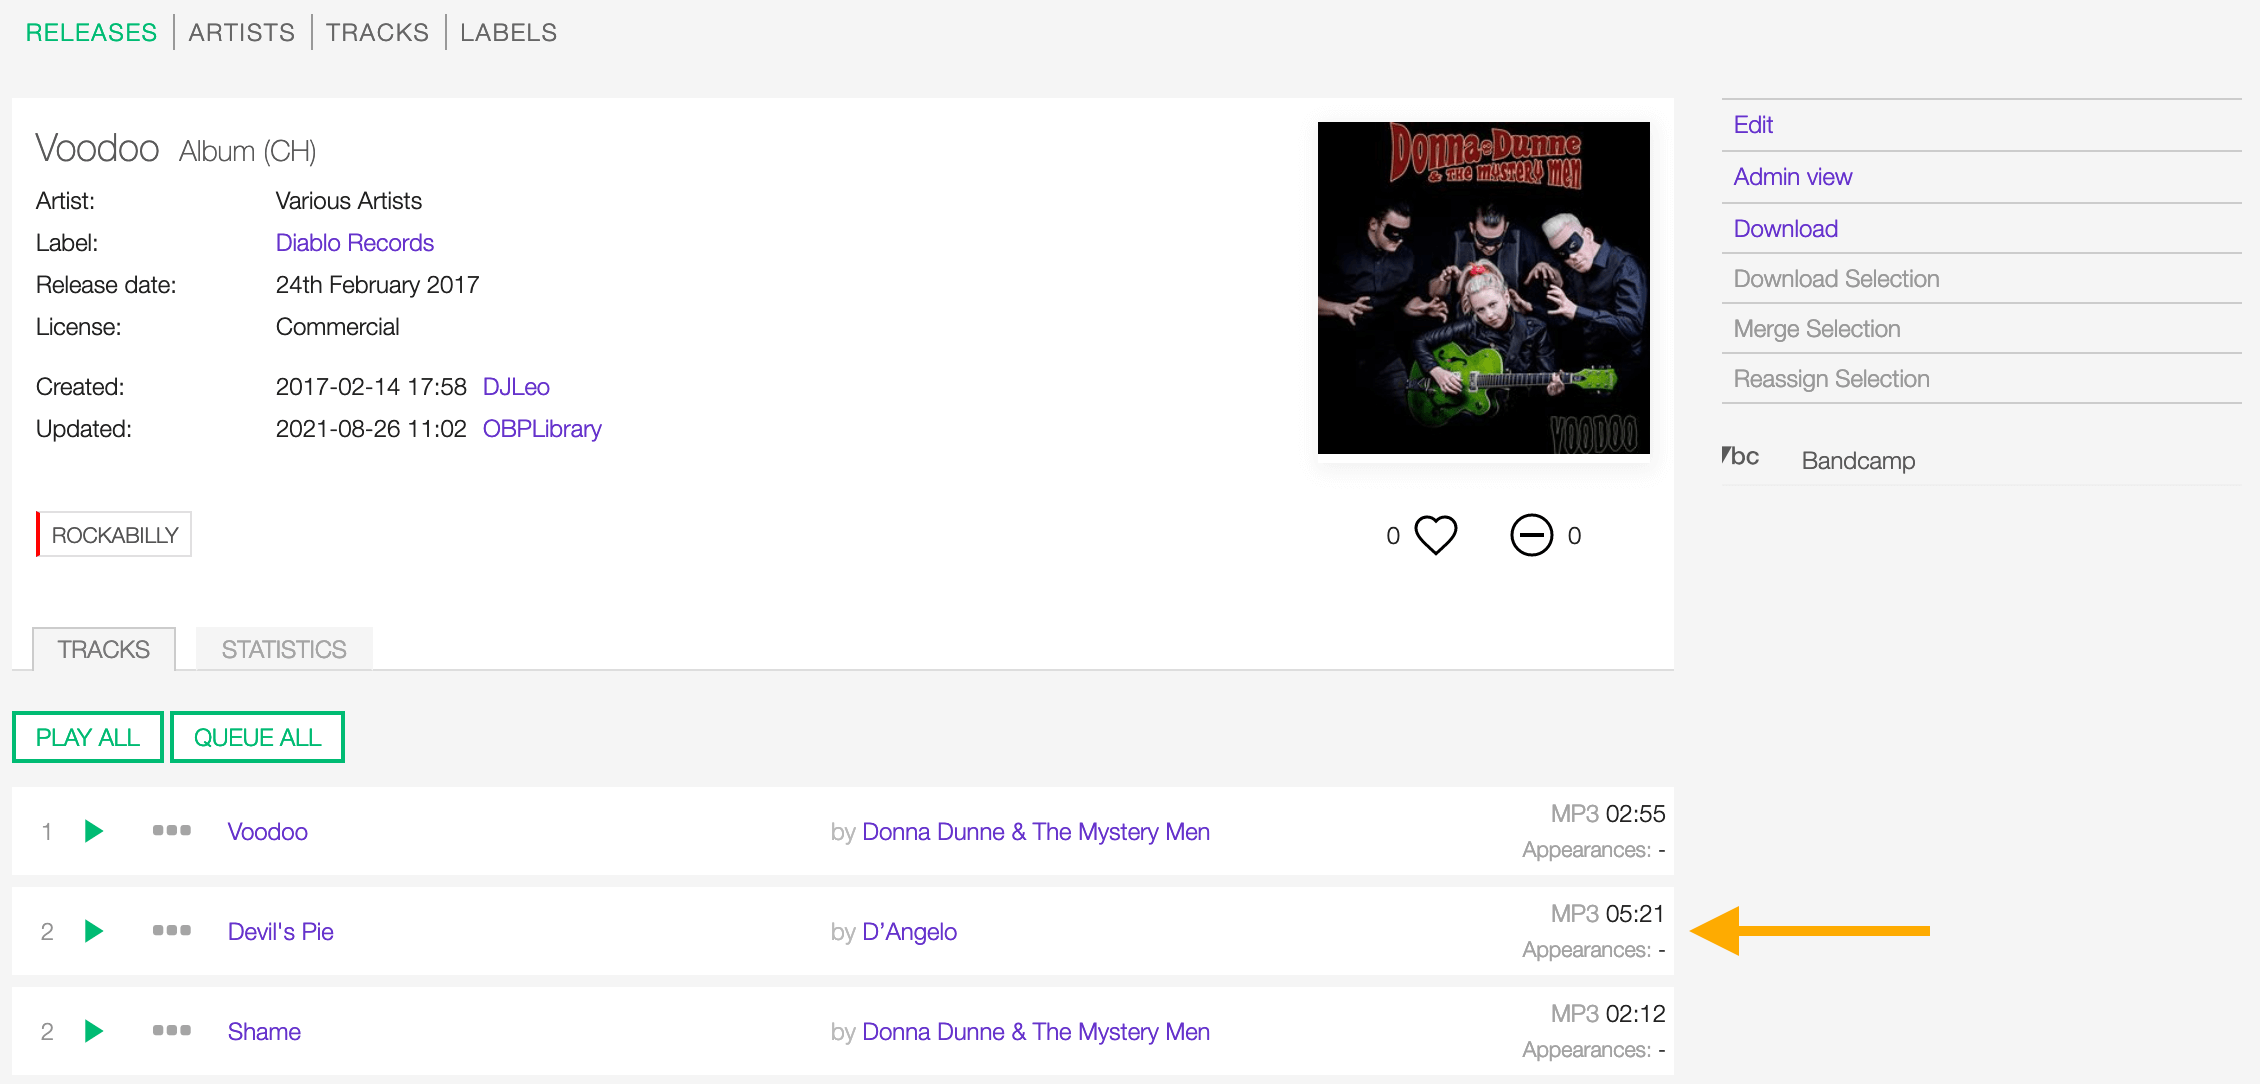 RELEASES ARTISTS TRACKS LABELS
Voodoo Album (CH)
Artist: Various Artists
Label: Diablo Records
Release date: 24th February 2017
License: Commercial
Created: 2017-02-14 17:58 DJLeo
Updated: 2021-08-26 11:02 OBPLibrary
ROCKABILLY
Donna Dunne
& THE MYSTERY MEN
VOODOO
0 0
Edit
Admin view
Download
Download Selection
Merge Selection
Reassign Selection
bc Bandcamp
TRACKS STATISTICS
PLAY ALL QUEUE ALL
1 Voodoo by Donna Dunne & The Mystery Men MP3 02:55
Appearances: -
2 Devil's Pie by D’Angelo MP3 05:21
Appearances: -
2 Shame by Donna Dunne & The Mystery Men MP3 02:12
Appearances: -